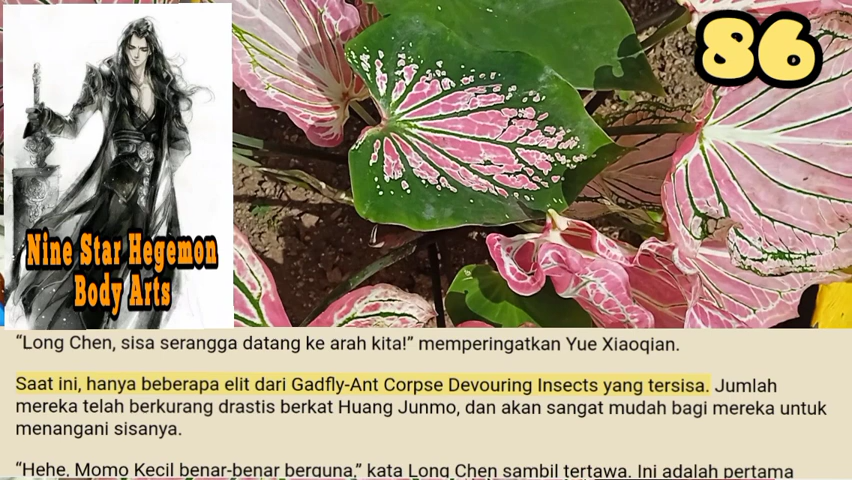 86
Nine Star Hegemon
Body Arts
“Long Chen, sisa serangga datang ke arah kita!” memperingatkan Yue Xiaoqian.
Saat ini, hanya beberapa elit dari Gadfly-Ant Corpse Devouring Insects yang tersisa. Jumlah
mereka telah berkurang drastis berkat Huang Junmo, dan akan sangat mudah bagi mereka untuk
menangani sisanya.
“Hehe, Momo Kecil benar-benar berguna,” kata Long Chen sambil tertawa. Ini adalah pertama